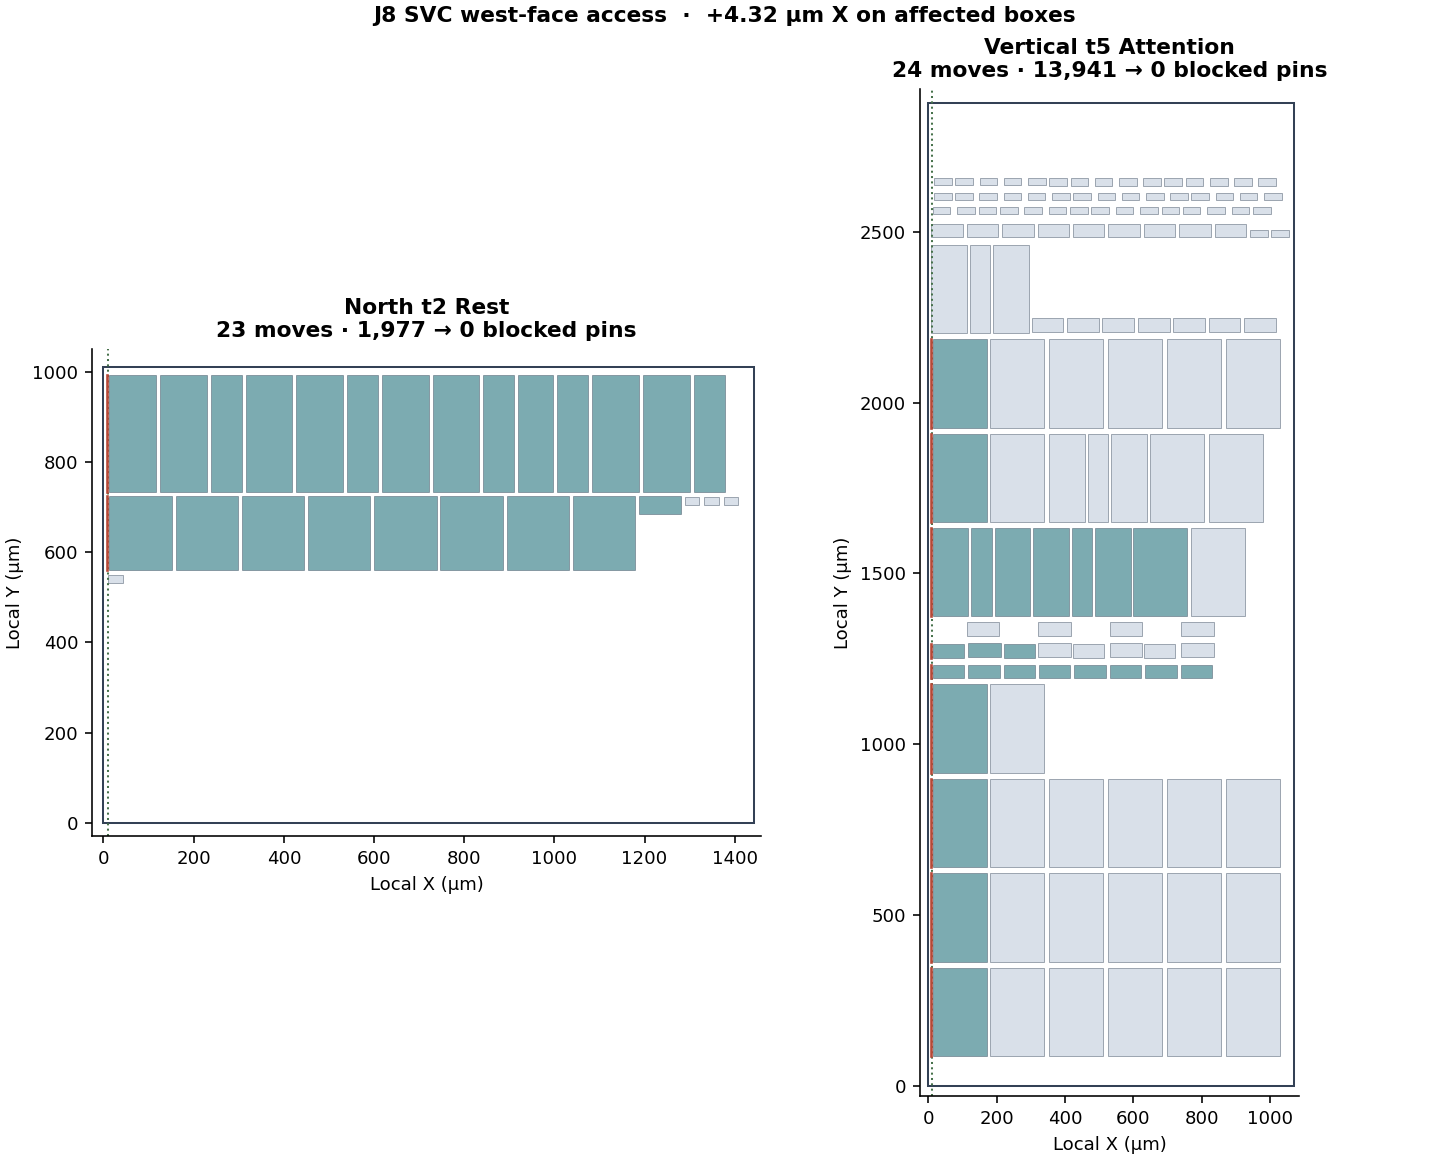 J8 SVC west-face access · +4.32 µm X on affected boxes
North t2 Rest
23 moves · 1,977 → 0 blocked pins
Local Y (µm)
1000
800
600
400
200
0
0 200 400 600 800 1000 1200 1400
Local X (µm)
Vertical t5 Attention
24 moves · 13,941 → 0 blocked pins
Local Y (µm)
2500
2000
1500
1000
500
0
0 200 400 600 800 1000
Local X (µm)